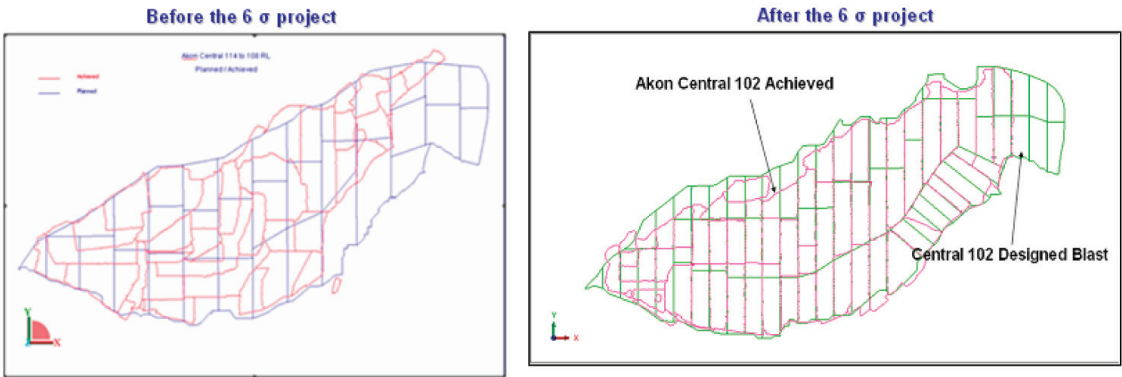 Before the 6 σ project
After the 6 σ project
Akon Central 114 to 108 RL
Planned / Achieved
Achieved
Planned
Akon Central 102 Achieved
Central 102 Designed Blast
Y
X
Y
X